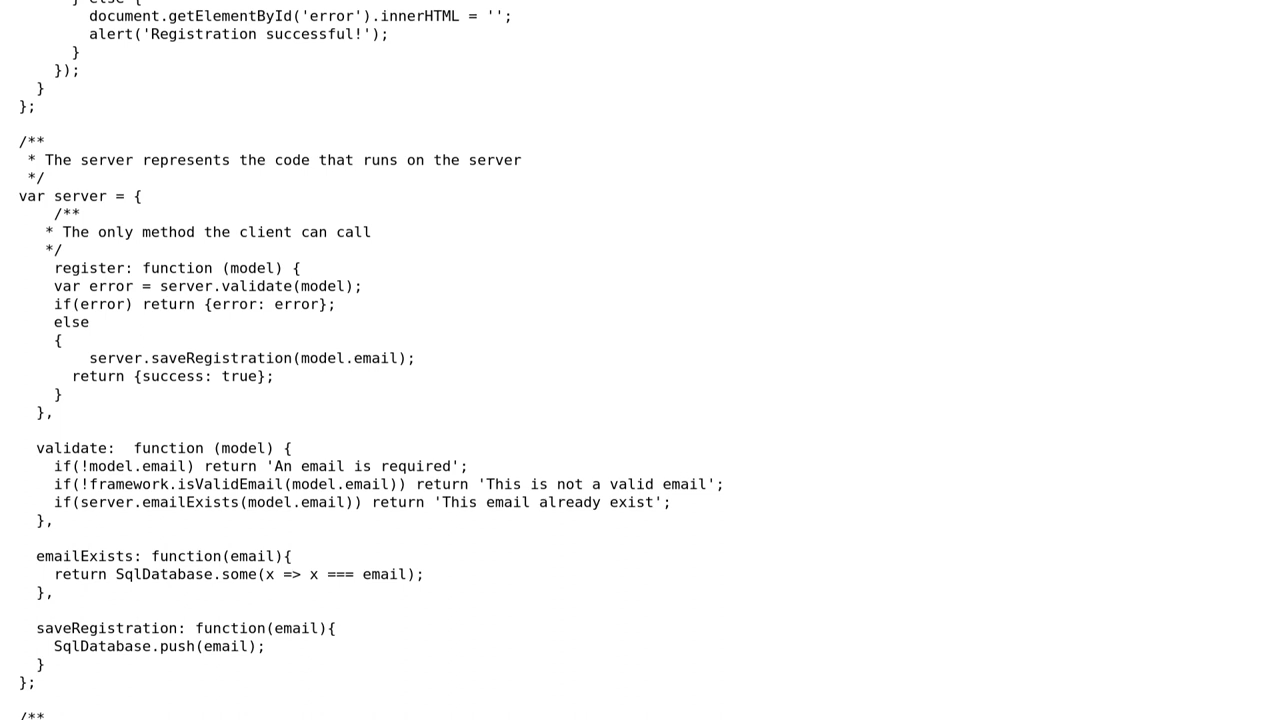 } else {
document.getElementById('error').innerHTML = '';
alert('Registration successful!');
}
});
}
};
/**
* The server represents the code that runs on the server
*/
var server = {
/**
* The only method the client can call
*/
register: function (model) {
var error = server.validate(model);
if(error) return {error: error};
else
{
server.saveRegistration(model.email);
return {success: true};
}
},
validate:  function (model) {
if(!model.email) return 'An email is required';
if(!framework.isValidEmail(model.email)) return 'This is not a valid email';
if(server.emailExists(model.email)) return 'This email already exist';
},
emailExists: function(email){
return SqlDatabase.some(x => x === email);
},
saveRegistration: function(email){
SqlDatabase.push(email);
}
};
/**